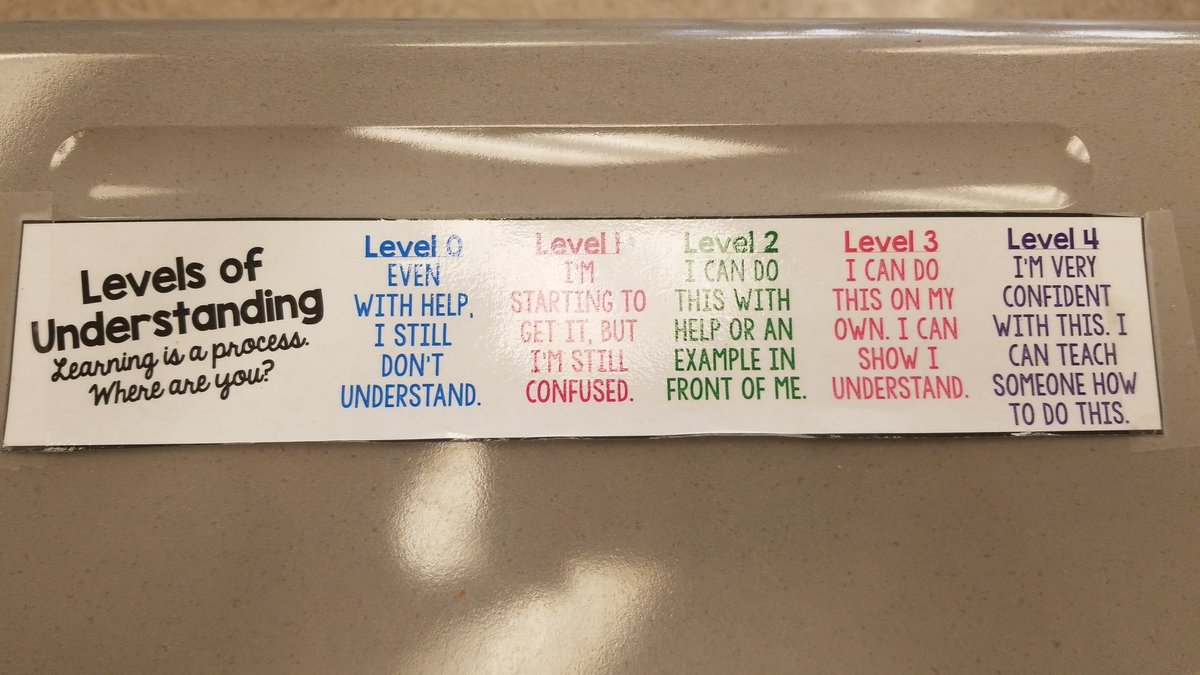 Levels of
Understanding
Learning is a process.
Where are you?
Level 0
EVEN
WITH HELP,
I STILL
DON'T
UNDERSTAND.
Level 1
I'M
STARTING TO
GET IT, BUT
I'M STILL
CONFUSED.
Level 2
I CAN DO
THIS WITH
HELP OR AN
EXAMPLE IN
FRONT OF ME.
Level 3
I CAN DO
THIS ON MY
OWN. I CAN
SHOW I
UNDERSTAND.
Level 4
I'M VERY
CONFIDENT
WITH THIS. I
CAN TEACH
SOMEONE HOW
TO DO THIS.